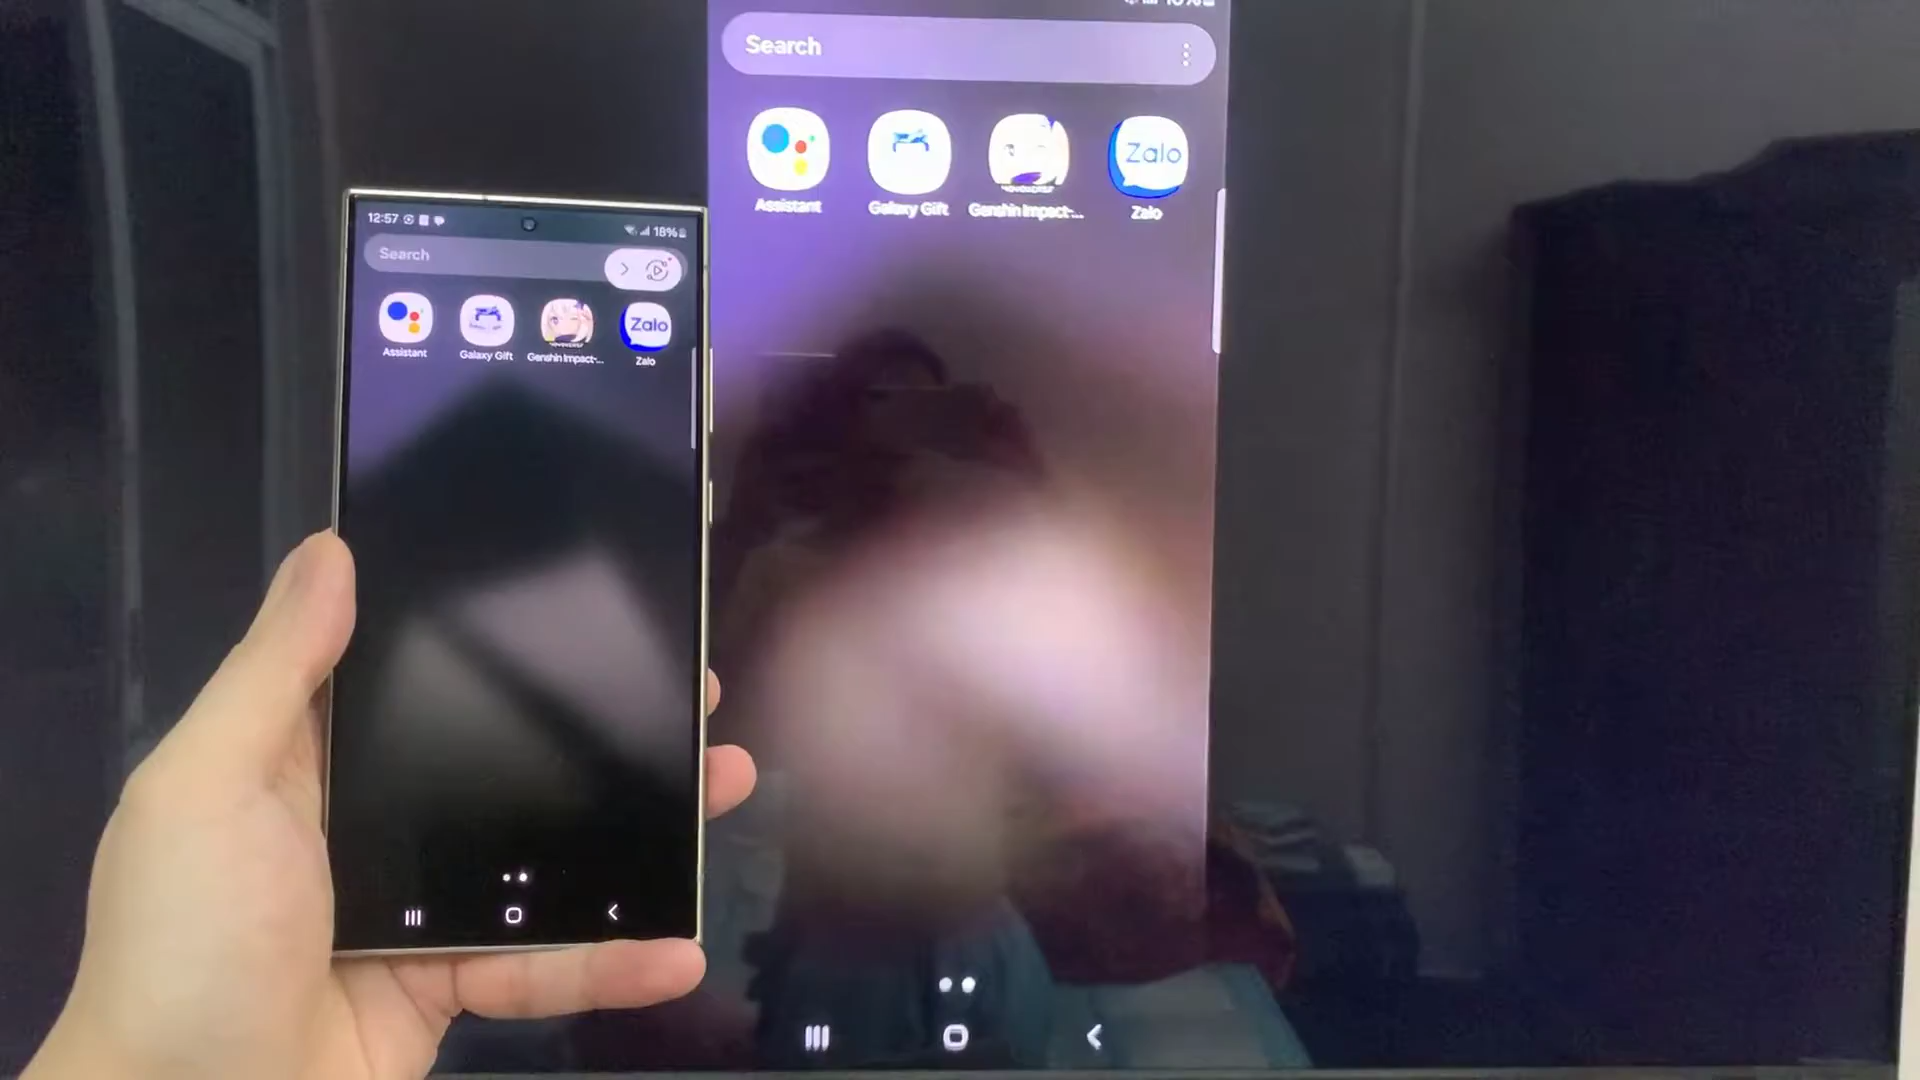 Search
Assistant
Galaxy Gift
Genshin Impact-...
Zalo
Zalo
12:57
18%
Search
Zalo
Assistant
Galaxy Gift
Genshin Impact-...
Zalo